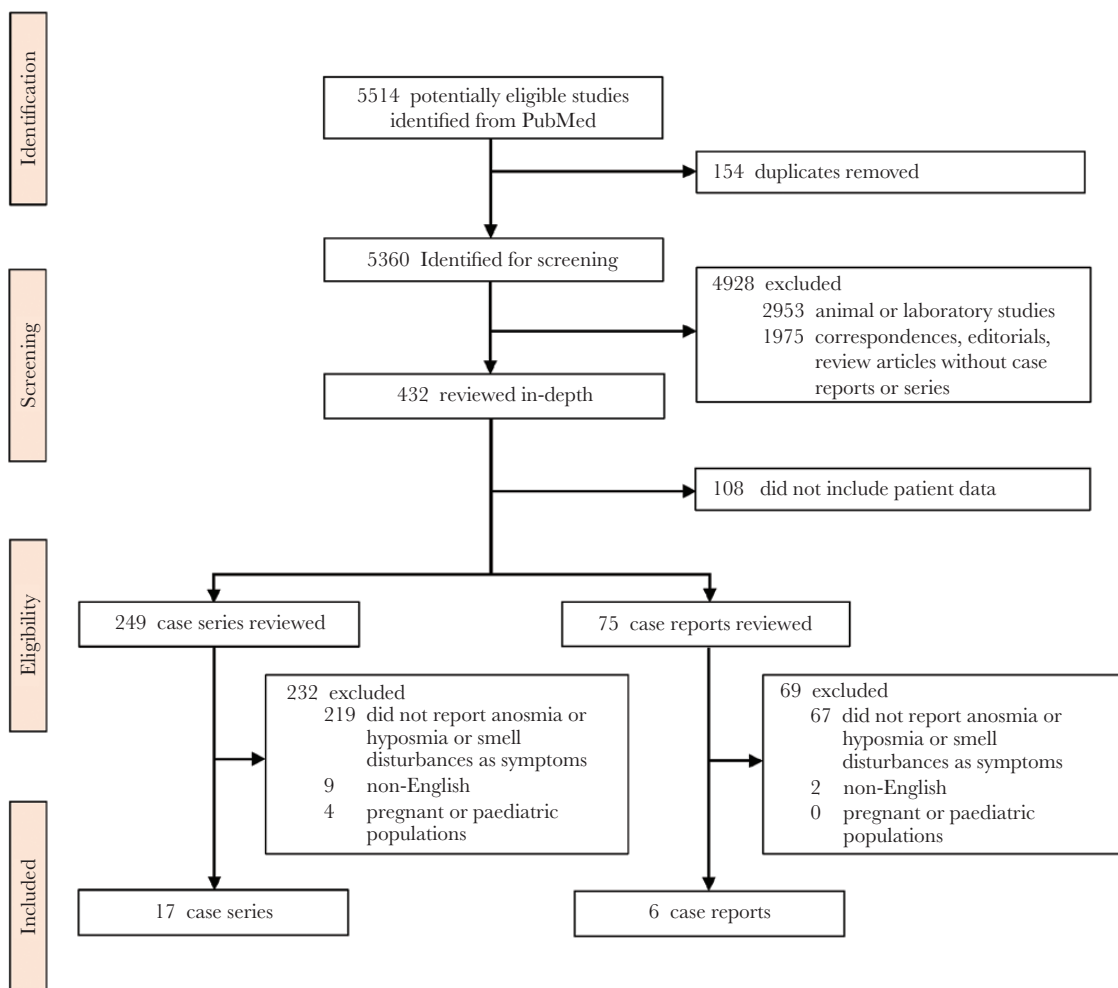 Identification
5514 potentially eligible studies
identified from PubMed
154 duplicates removed
Screening
5360 Identified for screening
4928 excluded
2953 animal or laboratory studies
1975 correspondences, editorials,
review articles without case
reports or series
432 reviewed in-depth
108 did not include patient data
Eligibility
249 case series reviewed
75 case reports reviewed
232 excluded
219 did not report anosmia or
hyposmia or smell
disturbances as symptoms
9 non-English
4 pregnant or paediatric
populations
69 excluded
67 did not report anosmia or
hyposmia or smell
disturbances as symptoms
2 non-English
0 pregnant or paediatric
populations
Included
17 case series
6 case reports